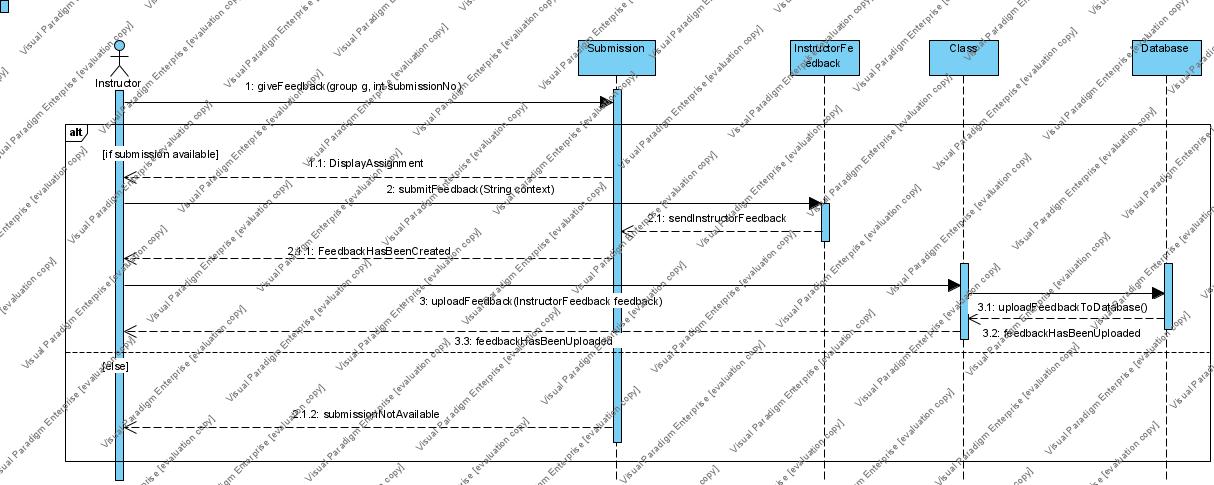 Submission
InstructorFe
edback
Class
Database
Instructor
1: giveFeedback(group g, int submissionNo)
alt
[if submission available]
1.1: DisplayAssignment
2: submitFeedback(String context)
2.1: sendInstructorFeedback
2.1.1: FeedbackHasBeenCreated
3: uploadFeedback(InstructorFeedback feedback)
3.1: uploadFeedbackToDatabase()
3.2: feedbackHasBeenUploaded
3.3: feedbackHasBeenUploaded
[else]
2.1.2: submissionNotAvailable
Visual Paradigm Enterprise [evaluation copy]